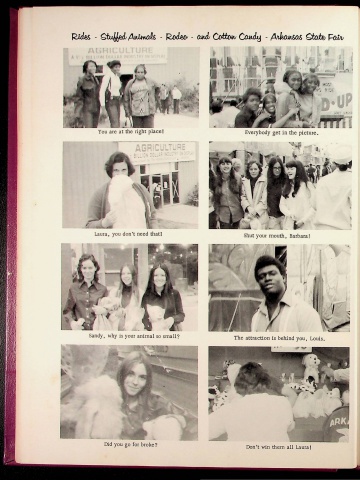 Rides - Stuffed Animals - Rodeo - and Cotton Candy - Arkansas State Fair
AGRICULTURE
You are at the right place!
D-UP
Everybody get in the picture.
AGRICULTURE
BILLION DOLLAR INDUSTRY
Laura, you don't need that!
Shut your mouth, Barbara!
Sandy, why is your animal so small?
The attraction is behind you, Louis.
Did you go for broke?
ARK
Don't win them all Laura!